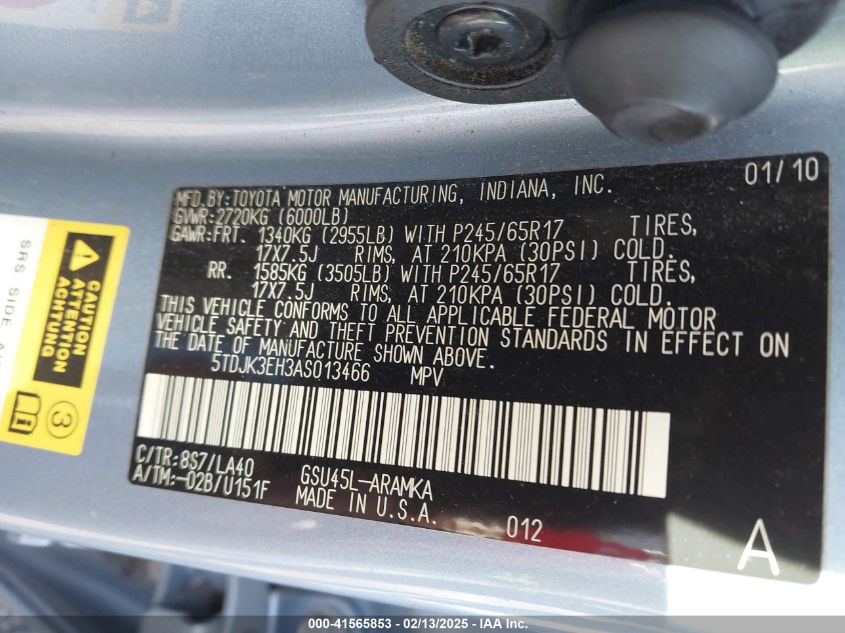 01/10
MFD.BY:TOYOTA MOTOR MANUFACTURING, INDIANA, INC.
GVWR:2720KG (6000LB)
GAWR:FRT. 1340KG (2955LB) WITH P245/65R17 TIRES,
17X7.5J RIMS, AT 210KPA (30PSI) COLD.
RR. 1585KG (3505LB) WITH P245/65R17 TIRES,
17X7.5J RIMS, AT 210KPA (30PSI) COLD.
THIS VEHICLE CONFORMS TO ALL APPLICABLE FEDERAL MOTOR
VEHICLE SAFETY AND THEFT PREVENTION STANDARDS IN EFFECT ON
THE DATE OF MANUFACTURE SHOWN ABOVE.
5TDJK3EH3AS013466 MPV
C/TR:8S7/LA40
A/TM:-02B/U151F
GSU45L-ARAMKA
MADE IN U.S.A.
012
A
SRS SIDE
CAUTION
ATTENTION
ACHTUNG
3
000-41565853 - 02/13/2025 - IAA Inc.